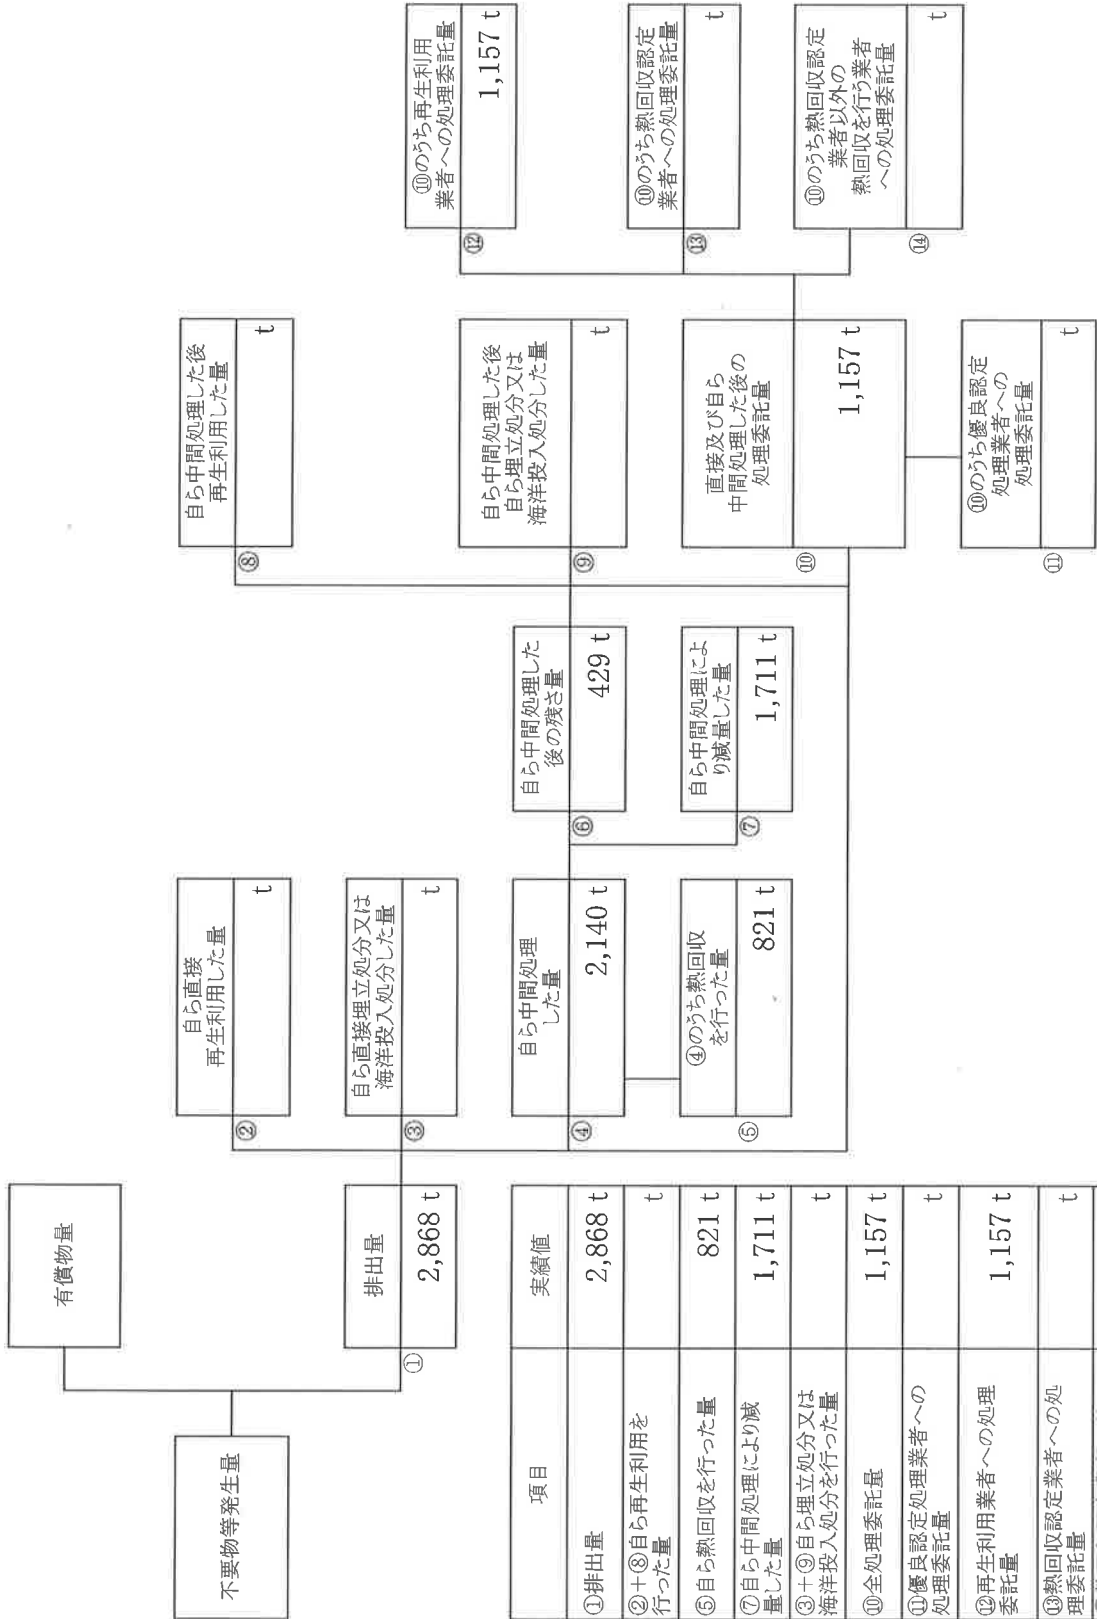 不要物等発生量
有償物量
排出量
①
2,868 t
自ら直接
再生利用した量
②
t
自ら直接埋立処分又は
海洋投入処分した量
③
t
自ら中間処理
した量
④
2,140 t
④のうち熱回収
を行った量
⑤
821 t
自ら中間処理した
後の残さ量
⑥
429 t
自ら中間処理によ
り減量した量
⑦
1,711 t
自ら中間処理した後
再生利用した量
⑧
t
自ら中間処理した後
自ら埋立処分又は
海洋投入処分した量
⑨
t
直接及び自ら
中間処理した後の
処理委託量
⑩
1,157 t
⑩のうち優良認定
処理業者への
処理委託量
⑪
t
⑩のうち再生利用
業者への処理委託量
⑫
1,157 t
⑩のうち熱回収認定
業者への処理委託量
⑬
t
⑩のうち熱回収認定
業者以外の
熱回収を行う業者
への処理委託量
⑭
t
項目 実績値
①排出量 2,868 t
②+⑧自ら再生利用を
行った量 t
⑤自ら熱回収を行った量 821 t
⑦自ら中間処理により減
量した量 1,711 t
③+⑨自ら埋立処分又は
海洋投入処分を行った量 t
⑩全処理委託量 1,157 t
⑪優良認定処理業者への
処理委託量 t
⑫再生利用業者への処理
委託量 1,157 t
⑬熱回収認定業者への処
理委託量 t